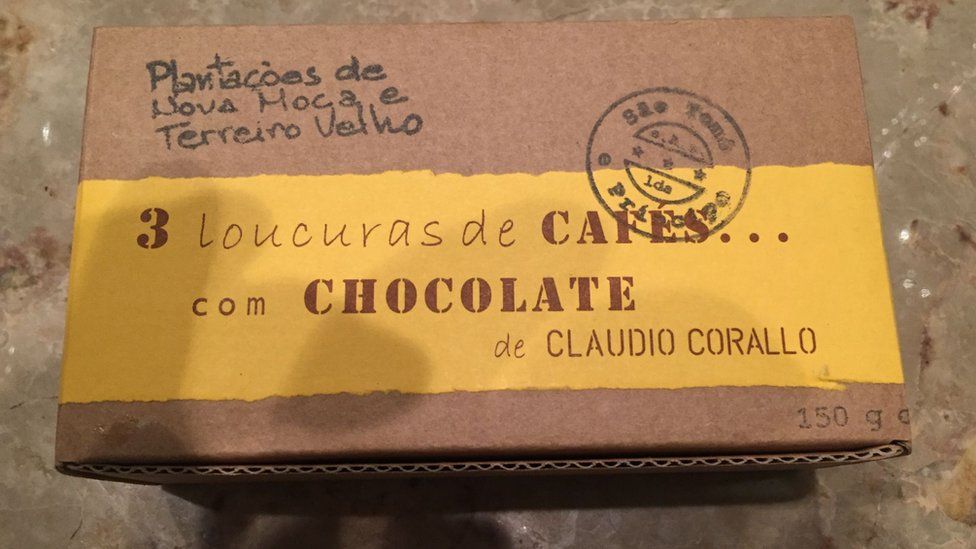 Plantações de
Nova Moca e
Terreiro Velho
São Tomé
e
lda
3 loucuras de CAFÉS...
com CHOCOLATE
de CLAUDIO CORALLO
150 g